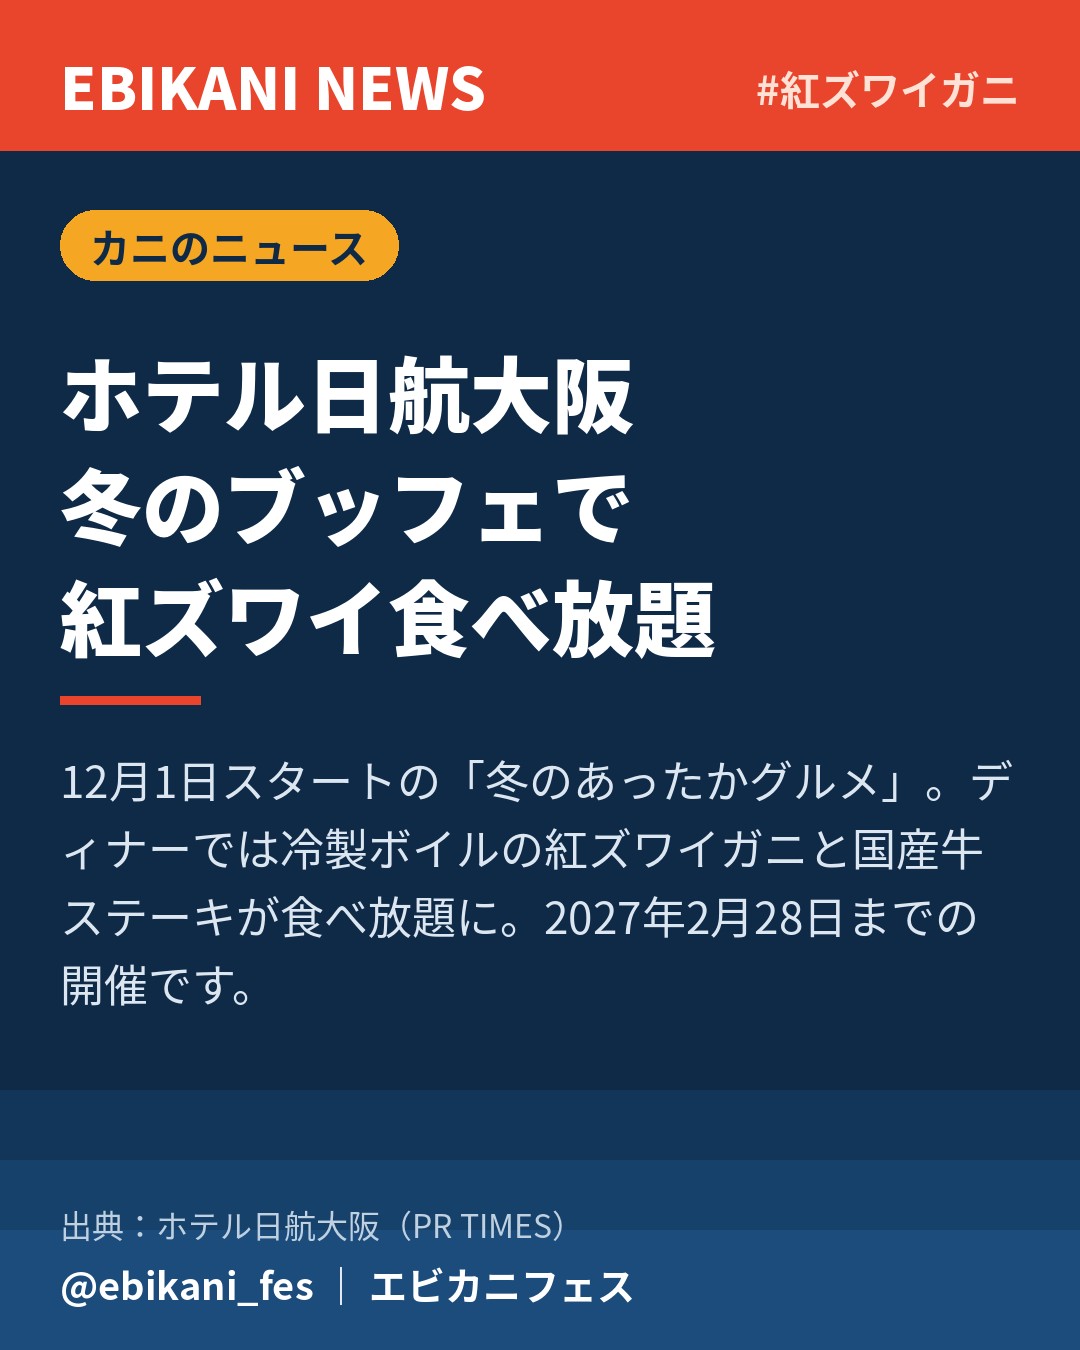 EBIKANI NEWS
#紅ズワイガニ
カニのニュース
ホテル日航大阪
冬のブッフェで
紅ズワイ食べ放題
12月1日スタートの「冬のあったかグルメ」。デ
ィナーでは冷製ボイルの紅ズワイガニと国産牛
ステーキが食べ放題に。2027年2月28日までの
開催です。
出典：ホテル日航大阪（PR TIMES）
@ebikani_fes ｜ エビカニフェス